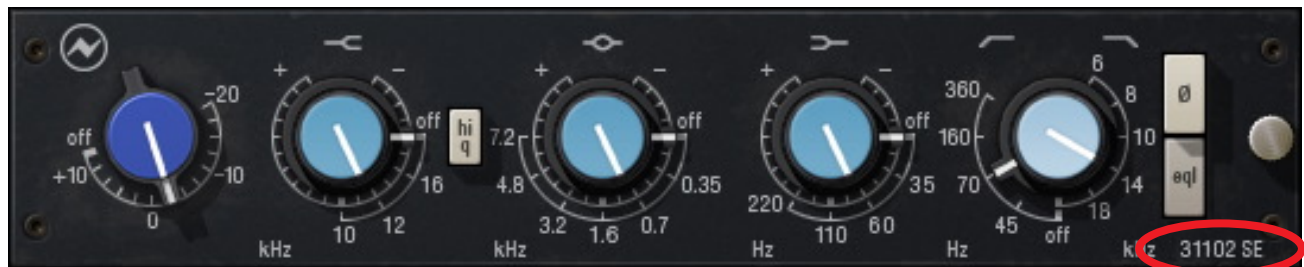 -20
-10
0
+10
off
+ -
off
16
12
10
kHz
hi
q
+ -
off
0.35
0.7
1.6
3.2
4.8
7.2
kHz
+ -
off
35
60
110
220
Hz
360
160
70
45
off
Hz
6
8
10
14
18
kHz
Ø
eql
31102 SE